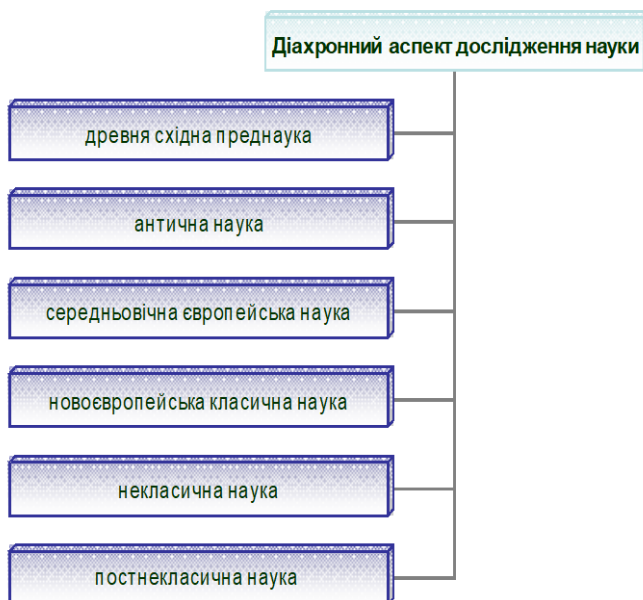 Діахронний аспект дослідження науки
древня східна преднаука
антична наука
середньовічна європейська наука
новоєвропейська класична наука
некласична наука
постнекласична наука